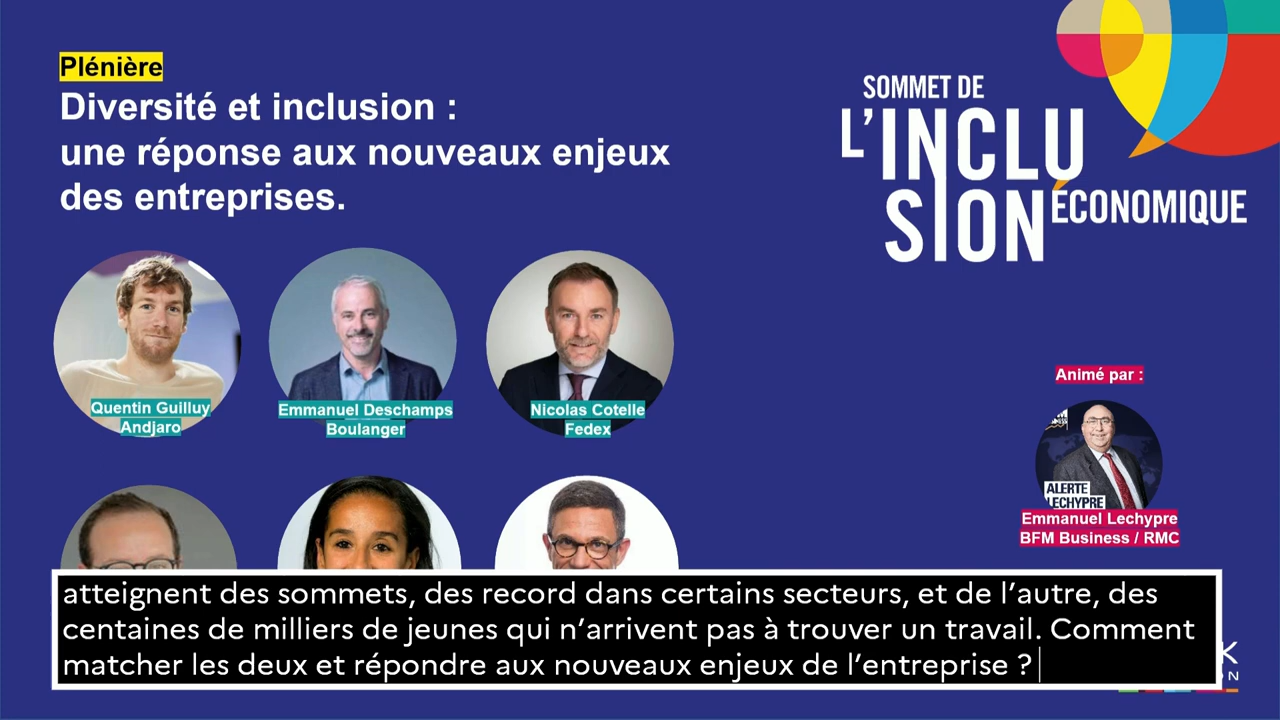 Plénière
Diversité et inclusion :
une réponse aux nouveaux enjeux
des entreprises.
SOMMET DE
L'INCLU
SION
ÉCONOMIQUE
Quentin Guilluy
Andjaro
Emmanuel Deschamps
Boulanger
Nicolas Cotelle
Fedex
Animé par :
ALERTE
LECHYPRE
Emmanuel Lechypre
BFM Business / RMC
atteignent des sommets, des record dans certains secteurs, et de l’autre, des
centaines de milliers de jeunes qui n’arrivent pas à trouver un travail. Comment
matcher les deux et répondre aux nouveaux enjeux de l’entreprise ?